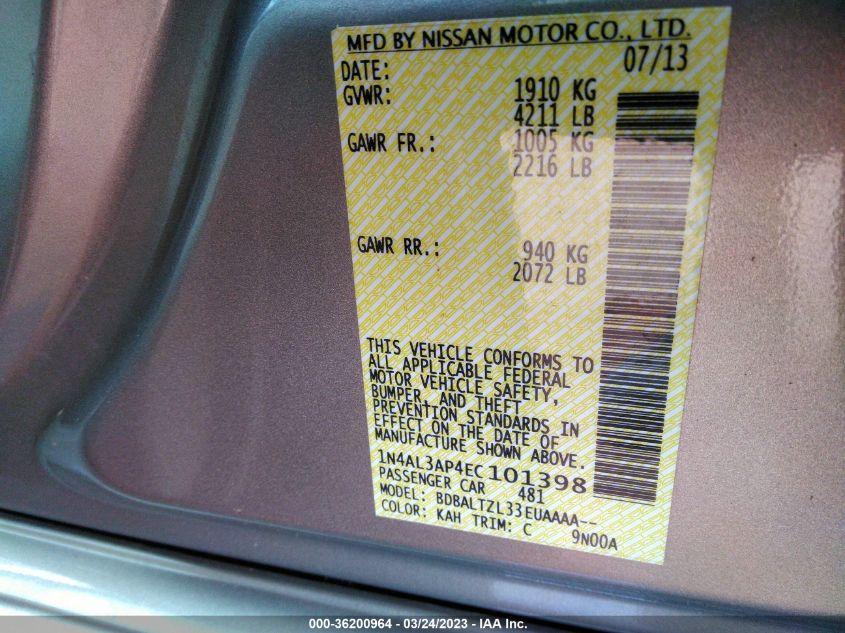 MFD BY NISSAN MOTOR CO., LTD.
DATE: 07/13
GVWR: 1910 KG
4211 LB
GAWR FR.: 1005 KG
2216 LB
GAWR RR.: 940 KG
2072 LB
THIS VEHICLE CONFORMS TO
ALL APPLICABLE FEDERAL
MOTOR VEHICLE SAFETY,
BUMPER, AND THEFT
PREVENTION STANDARDS IN
EFFECT ON THE DATE OF
MANUFACTURE SHOWN ABOVE.
1N4AL3AP4EC101398
PASSENGER CAR 481
MODEL: BDBALTZL33EUAAAA--
COLOR: KAH TRIM: C 9N00A
000-36200964 - 03/24/2023 - IAA Inc.